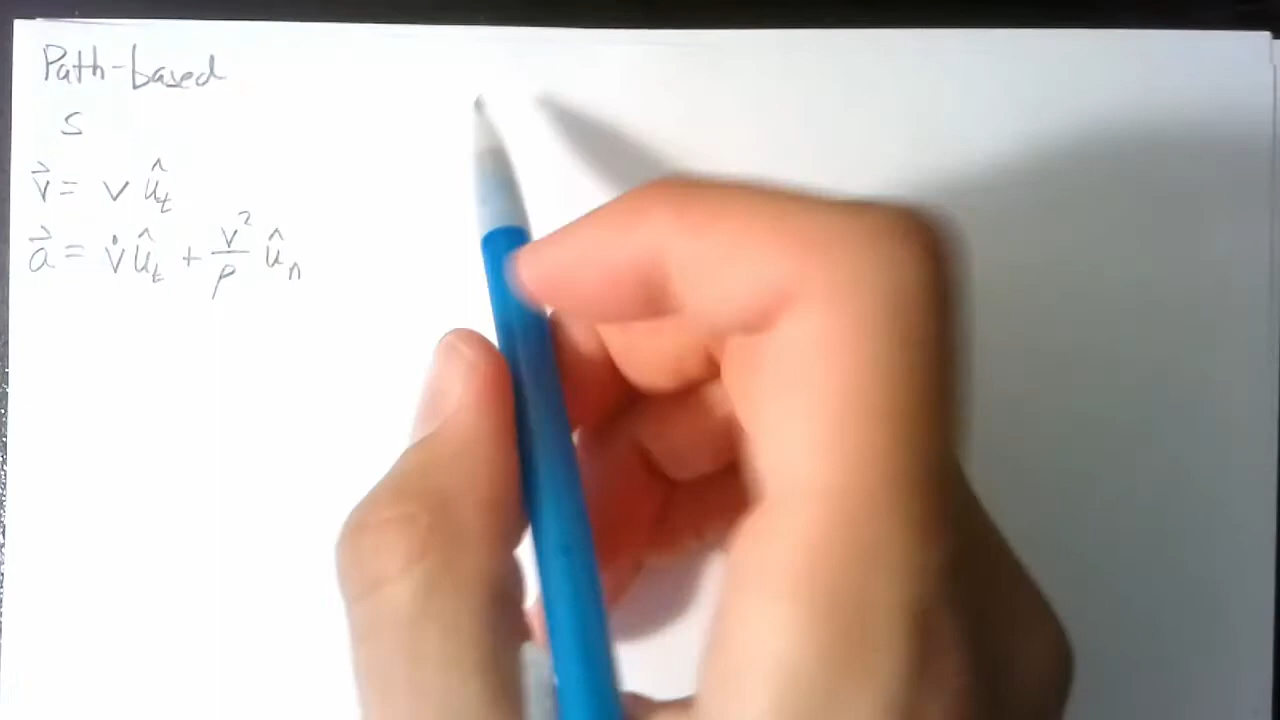 Path-based
s
v⃗ = v û_t
a⃗ = v̇ û_t + v²/ρ û_n